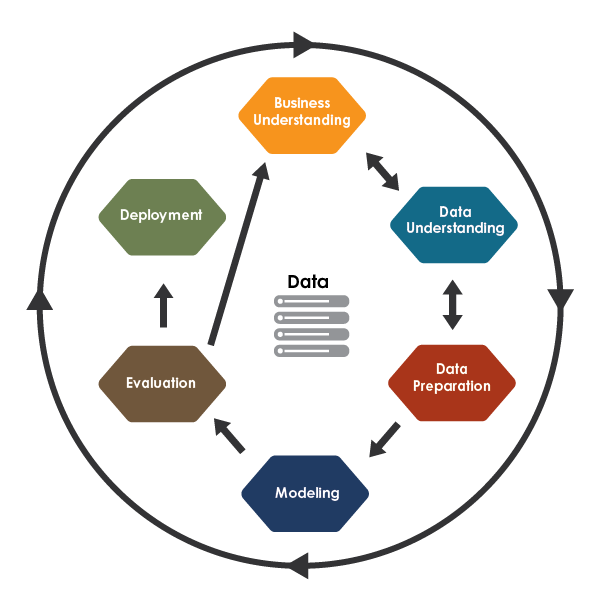 Business
Understanding
Data
Understanding
Deployment
Data
Data
Preparation
Evaluation
Modeling